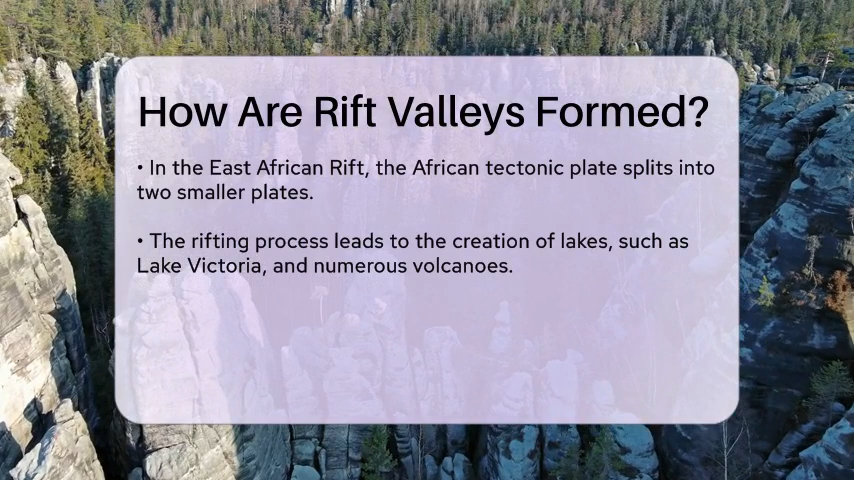 How Are Rift Valleys Formed?
• In the East African Rift, the African tectonic plate splits into
two smaller plates.
• The rifting process leads to the creation of lakes, such as
Lake Victoria, and numerous volcanoes.